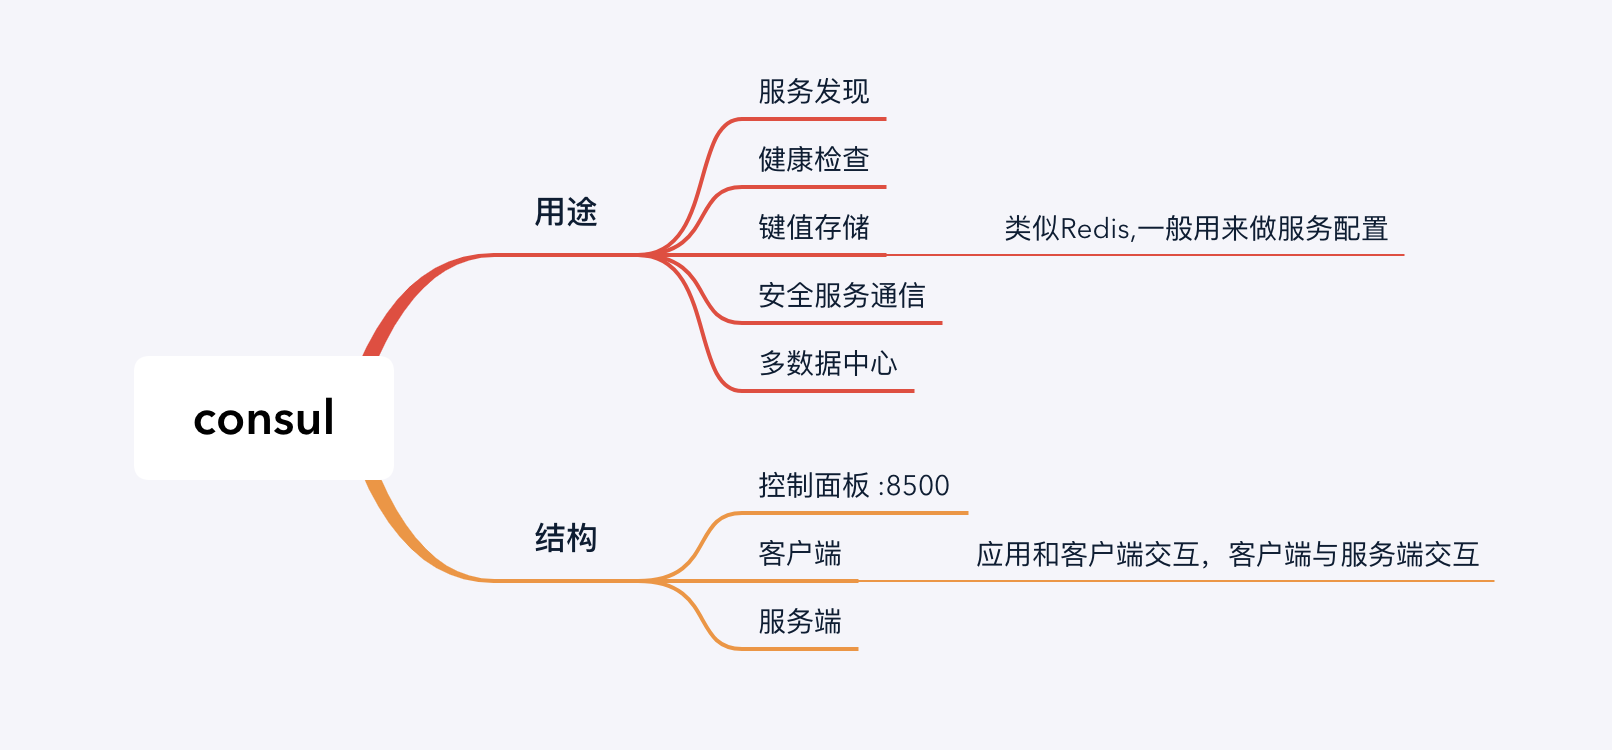 consul
用途
服务发现
健康检查
键值存储
类似Redis,一般用来做服务配置
安全服务通信
多数据中心
结构
控制面板 :8500
客户端
应用和客户端交互，客户端与服务端交互
服务端